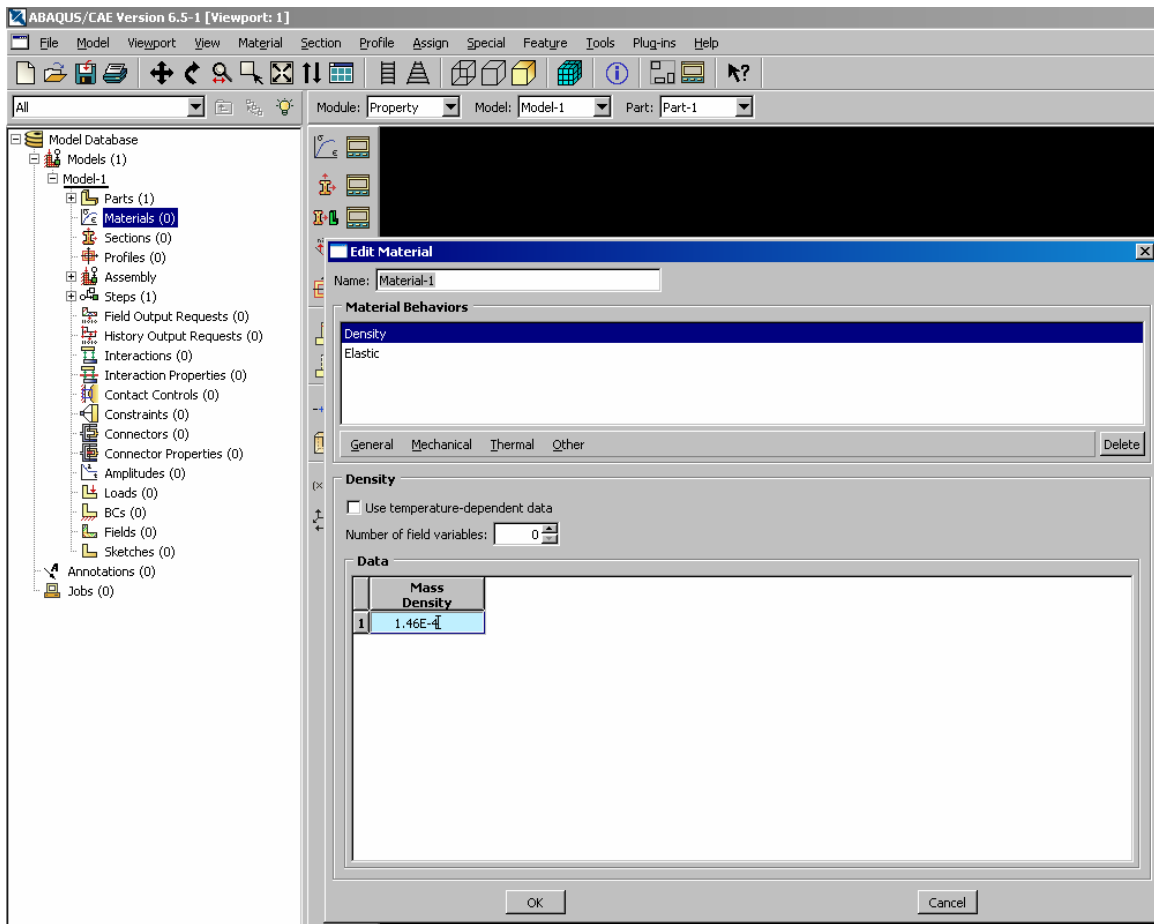 ABAQUS/CAE Version 6.5-1 [Viewport: 1]
File Model Viewport View Material Section Profile Assign Special Feature Tools Plug-ins Help
All Module: Property Model: Model-1 Part: Part-1
Model Database
Models (1)
Model-1
Parts (1)
Materials (0)
Sections (0)
Profiles (0)
Assembly
Steps (1)
Field Output Requests (0)
History Output Requests (0)
Interactions (0)
Interaction Properties (0)
Contact Controls (0)
Constraints (0)
Connectors (0)
Connector Properties (0)
Amplitudes (0)
Loads (0)
BCs (0)
Fields (0)
Sketches (0)
Annotations (0)
Jobs (0)
Edit Material
Name: Material-1
Material Behaviors
Density
Elastic
General Mechanical Thermal Other Delete
Density
Use temperature-dependent data
Number of field variables: 0
Data
Mass
Density
1 1.46E-4
OK Cancel